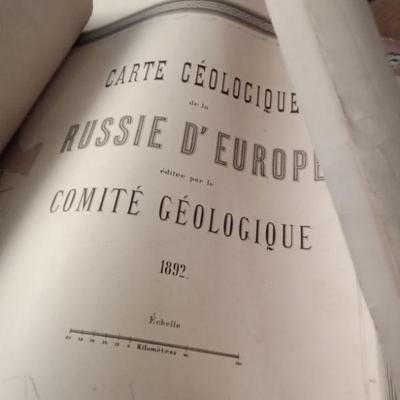 CARTE GÉOLOGIQUE
de la
RUSSIE D'EUROPE
éditée par le
COMITÉ GÉOLOGIQUE
1892.
Échelle
Kilomètres